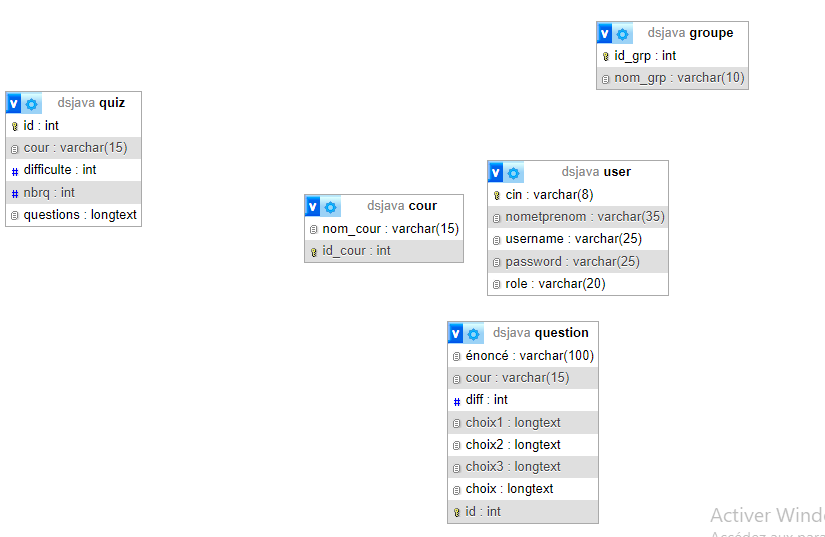 dsjava groupe
id_grp : int
nom_grp : varchar(10)
dsjava quiz
id : int
cour : varchar(15)
difficulte : int
nbrq : int
questions : longtext
dsjava cour
nom_cour : varchar(15)
id_cour : int
dsjava user
cin : varchar(8)
nometprenom : varchar(35)
username : varchar(25)
password : varchar(25)
role : varchar(20)
dsjava question
énoncé : varchar(100)
cour : varchar(15)
diff : int
choix1 : longtext
choix2 : longtext
choix3 : longtext
choix : longtext
id : int
Activer Wind